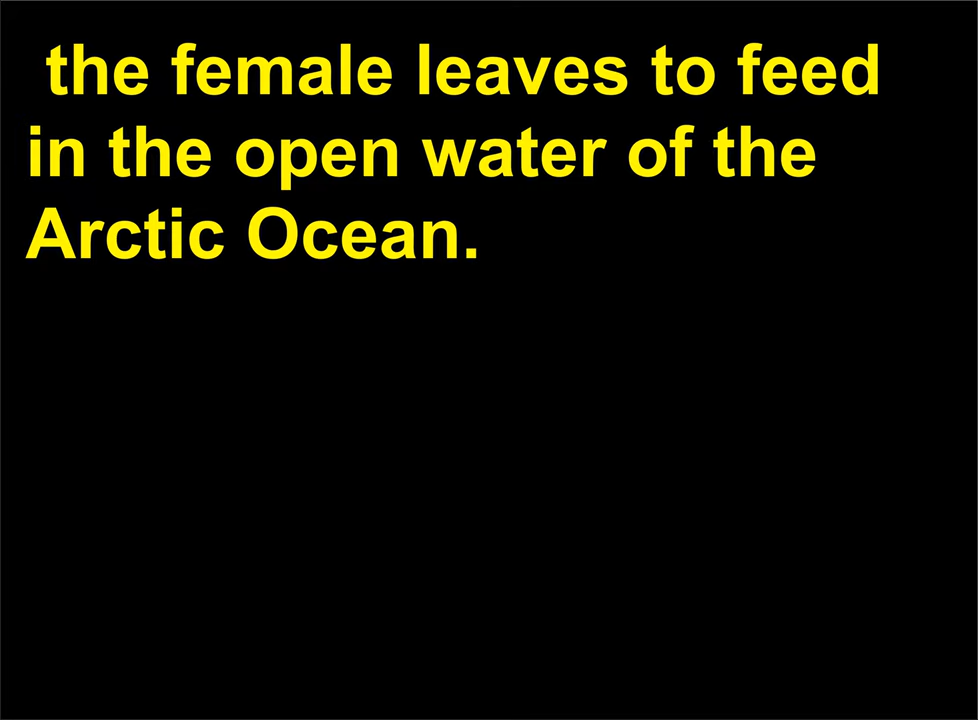 the female leaves to feed
in the open water of the
Arctic Ocean.